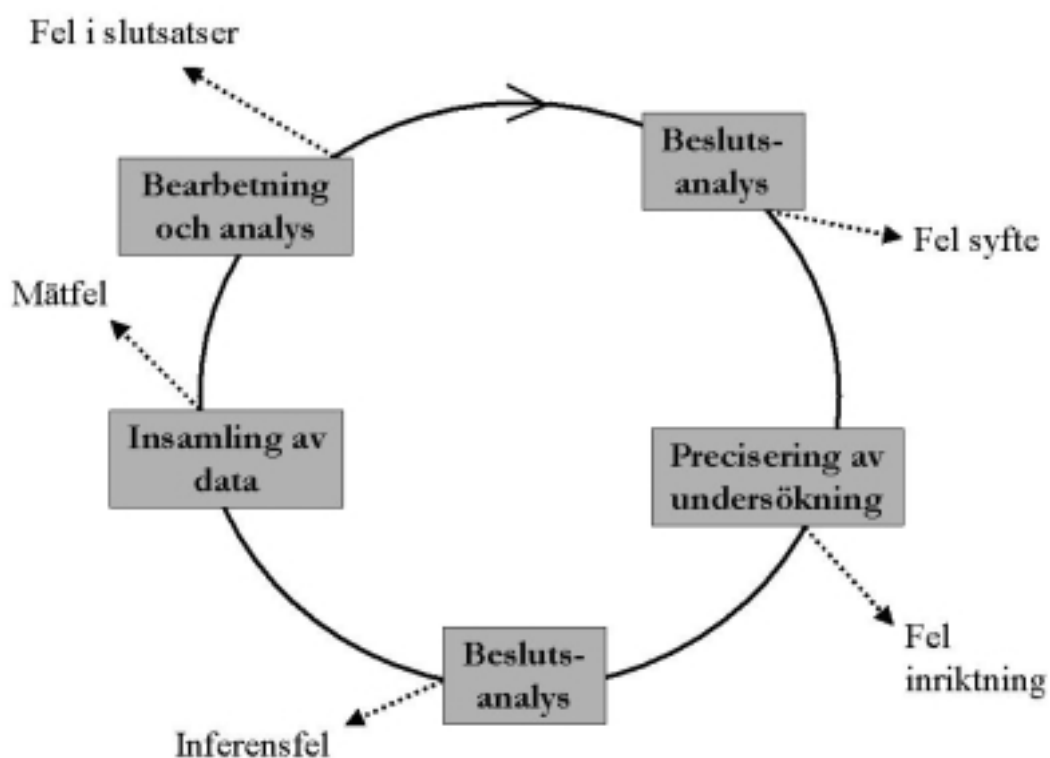 Fel i slutsatser
Besluts-
analys
Bearbetning
och analys
Fel syfte
Mätfel
Insamling av
data
Precisering av
undersökning
Besluts-
analys
Fel
inriktning
Inferensfel